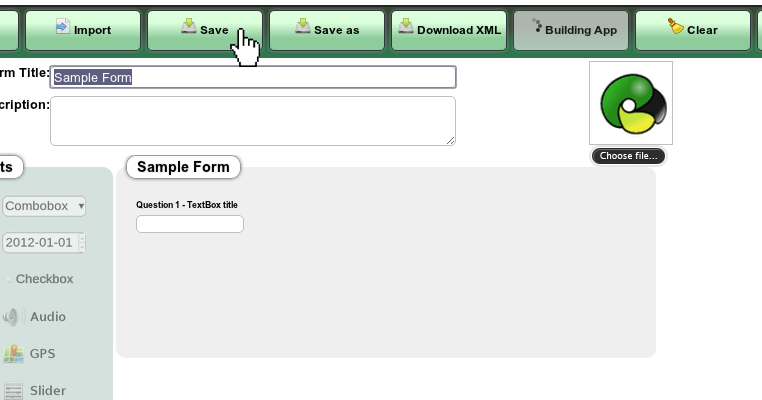 Import
Save
Save as
Download XML
Building App
Clear
rm Title:
Sample Form
cription:
Choose file...
ts
Sample Form
Combobox
Question 1 - TextBox title
2012-01-01
Checkbox
Audio
GPS
Slider